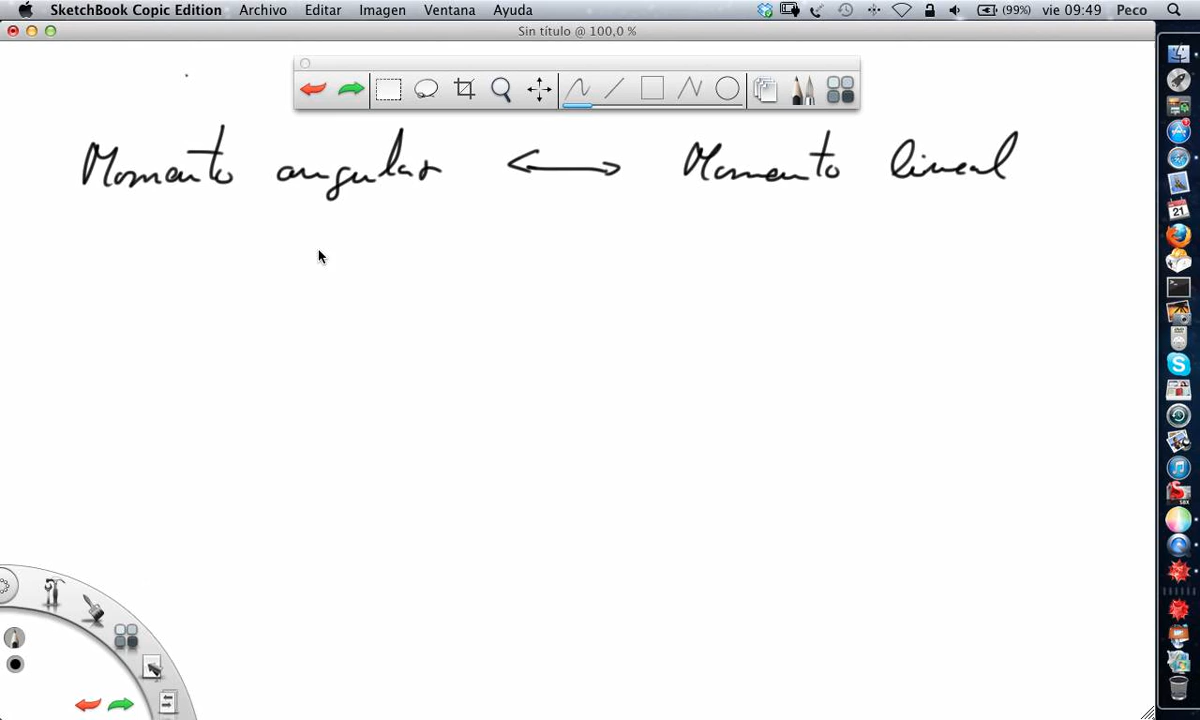 SketchBook Copic Edition Archivo Editar Imagen Ventana Ayuda (99%) vie 09:49 Peco
Sin título @ 100,0 %
Momento angular ⟷ Momento lineal
21